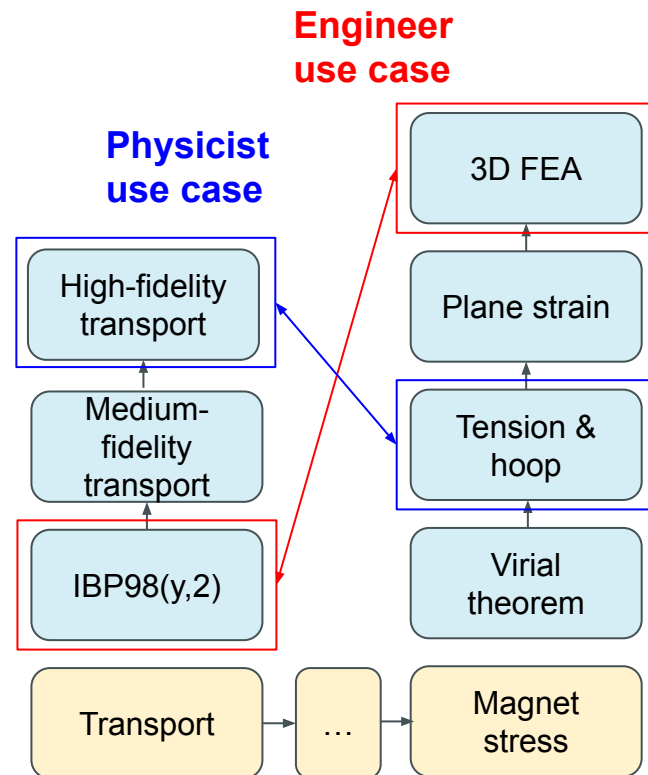 Engineer
use case
Physicist
use case
3D FEA
High-fidelity
transport
Plane strain
Medium-
fidelity
transport
Tension &
hoop
IBP98(y,2)
Virial
theorem
Transport
…
Magnet
stress